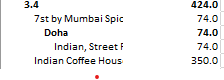 3.4 424.0
7st by Mumbai Spic 74.0
Doha 74.0
Indian, Street F 74.0
Indian Coffee Hous 350.0